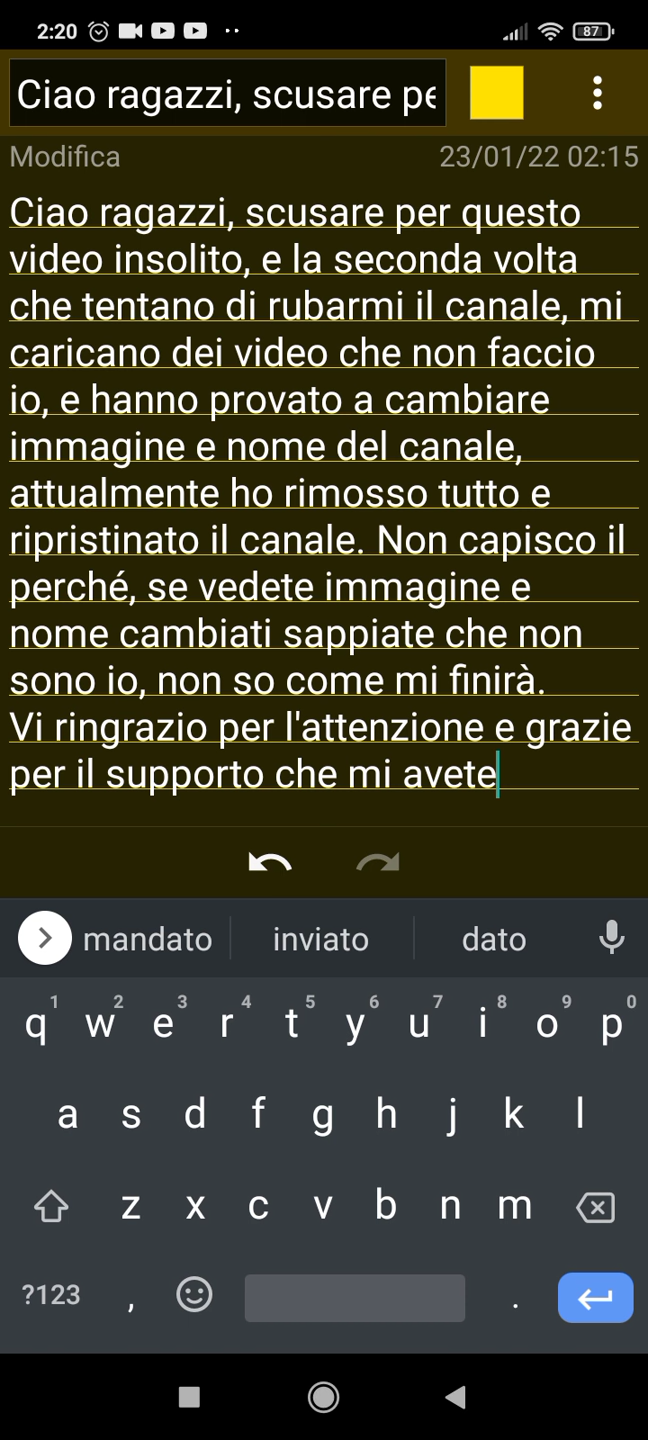 2:20
87
Ciao ragazzi, scusare pe
Modifica 23/01/22 02:15
Ciao ragazzi, scusare per questo
video insolito, e la seconda volta
che tentano di rubarmi il canale, mi
caricano dei video che non faccio
io, e hanno provato a cambiare
immagine e nome del canale,
attualmente ho rimosso tutto e
ripristinato il canale. Non capisco il
perché, se vedete immagine e
nome cambiati sappiate che non
sono io, non so come mi finirà.
Vi ringrazio per l'attenzione e grazie
per il supporto che mi avete
mandato inviato dato
1 2 3 4 5 6 7 8 9 0
q w e r t y u i o p
a s d f g h j k l
z x c v b n m
?123 , .